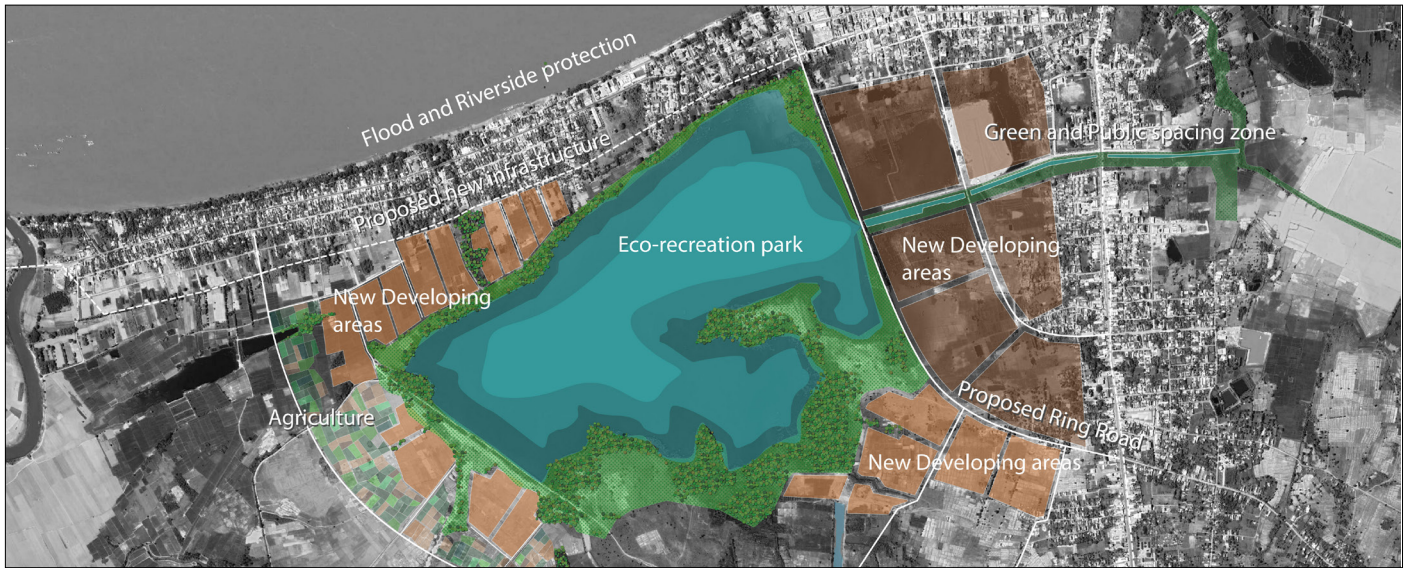 Flood and Riverside protection
Proposed new infrastructure
Green and Public spacing zone
Eco-recreation park
New Developing
areas
New Developing
areas
Agriculture
Proposed Ring Road
New Developing areas